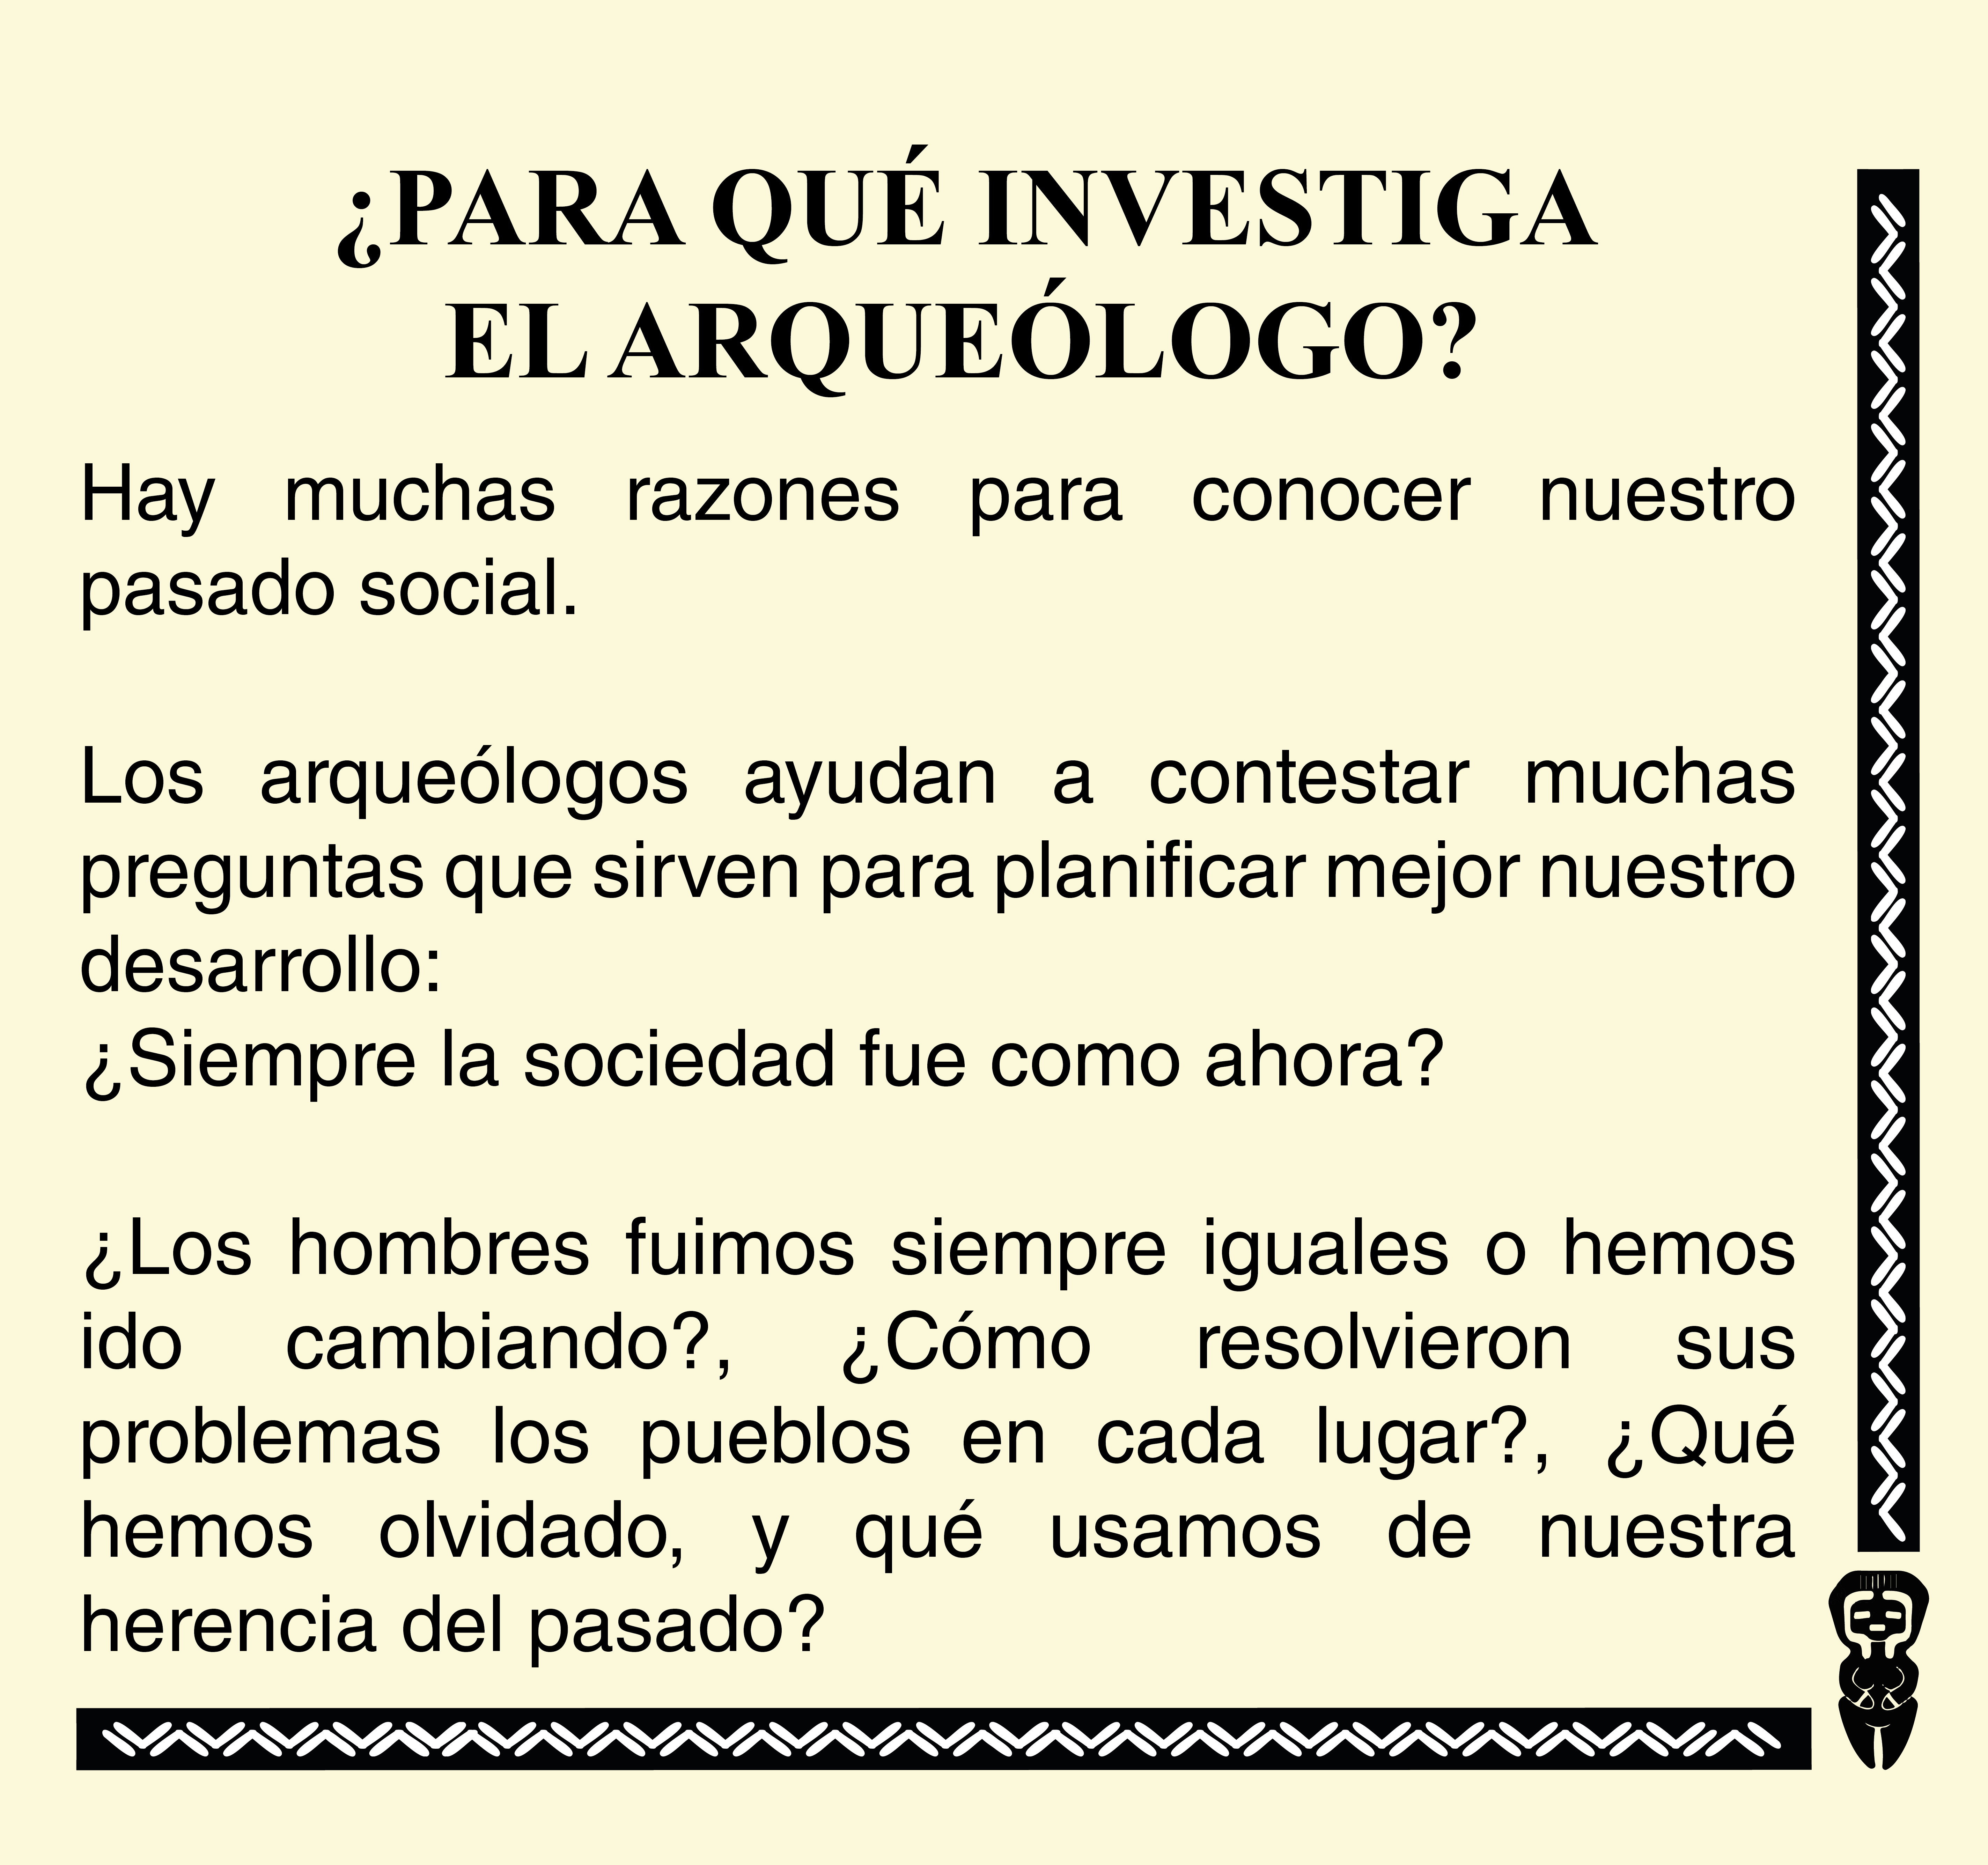 ¿PARA QUÉ INVESTIGA
EL ARQUEÓLOGO?
Hay muchas razones para conocer nuestro
pasado social.
Los arqueólogos ayudan a contestar muchas
preguntas que sirven para planificar mejor nuestro
desarrollo:
¿Siempre la sociedad fue como ahora?
¿Los hombres fuimos siempre iguales o hemos
ido cambiando?, ¿Cómo resolvieron sus
problemas los pueblos en cada lugar?, ¿Qué
hemos olvidado, y qué usamos de nuestra
herencia del pasado?